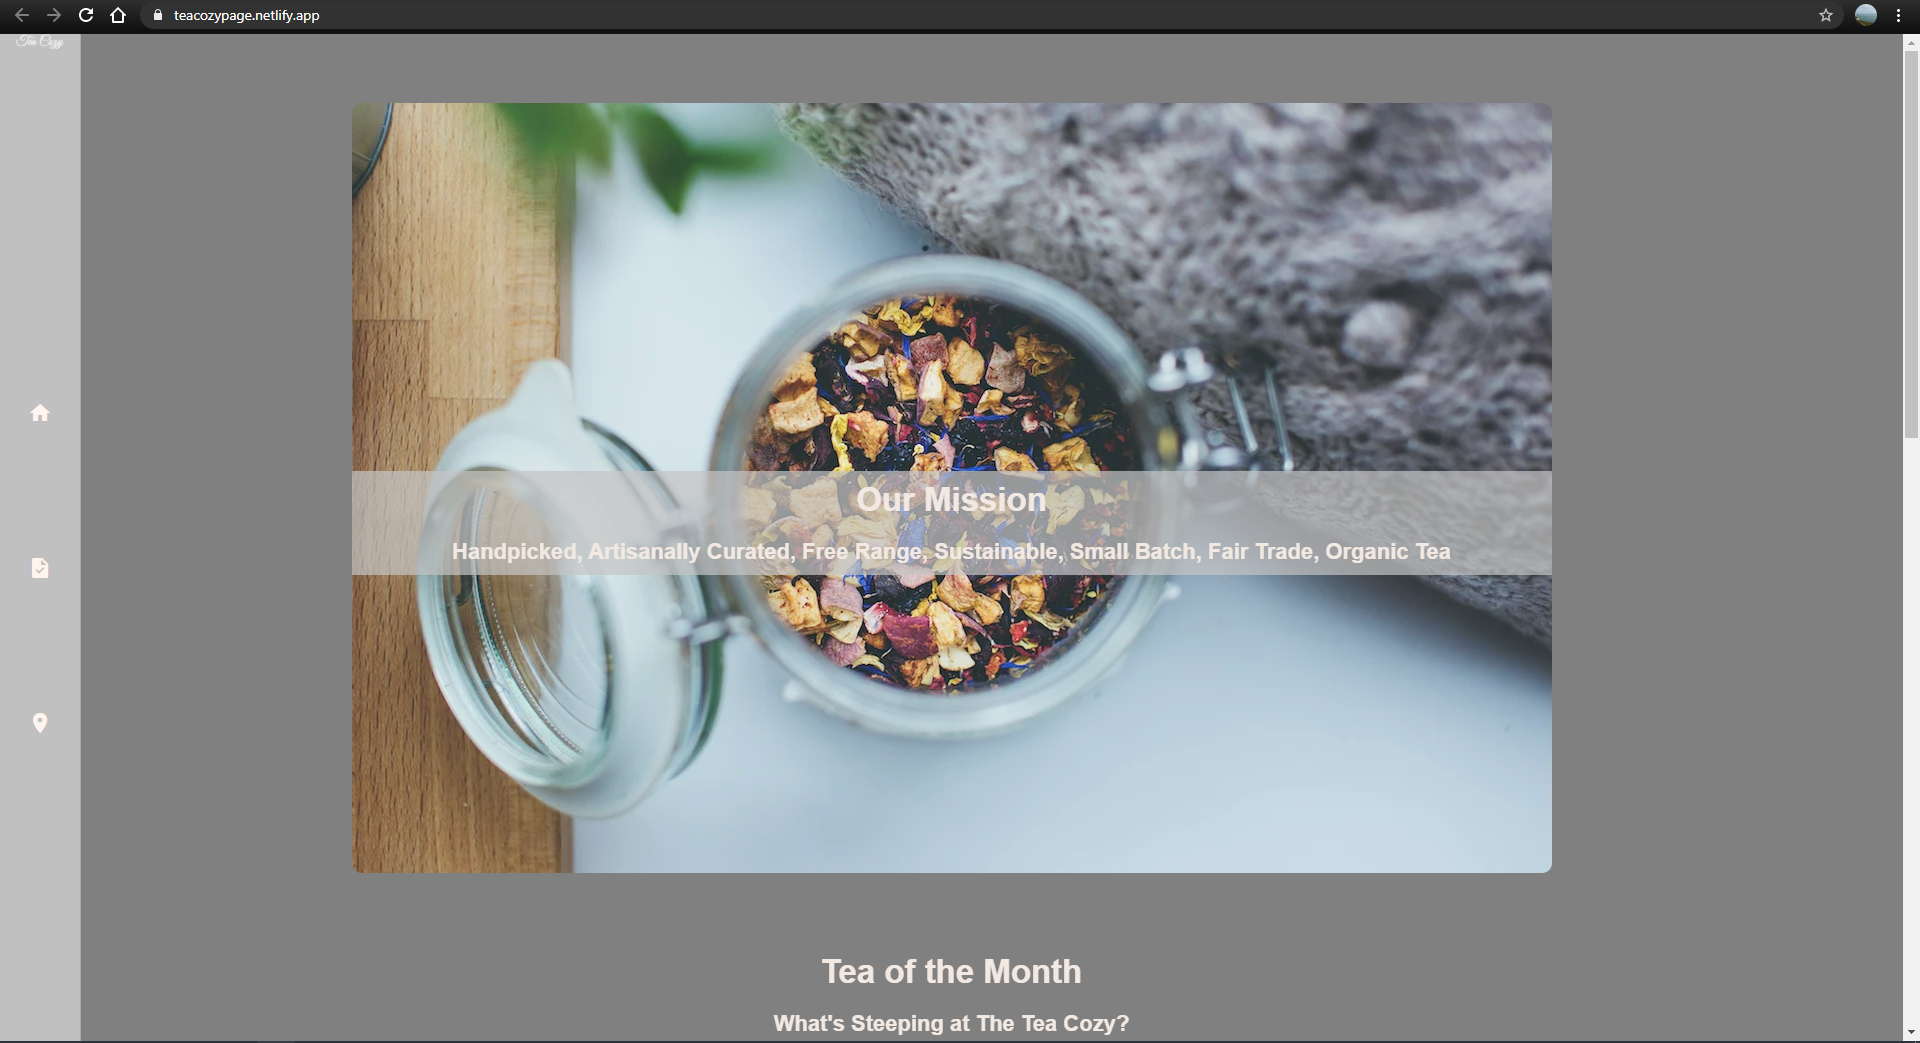 teacozypage.netlify.app
Tea Cozy
Our Mission
Handpicked, Artisanally Curated, Free Range, Sustainable, Small Batch, Fair Trade, Organic Tea
Tea of the Month
What's Steeping at The Tea Cozy?